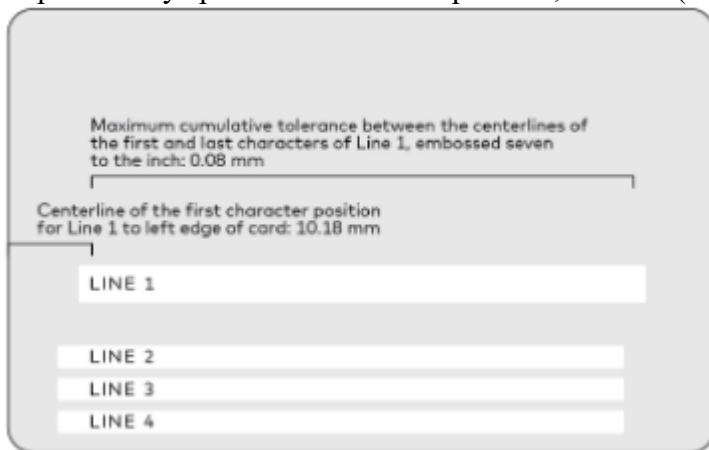 Maximum cumulative tolerance between the centerlines of
the first and last characters of Line 1, embossed seven
to the inch: 0.08 mm
Centerline of the first character position
for Line 1 to left edge of card: 10.18 mm
LINE 1
LINE 2
LINE 3
LINE 4